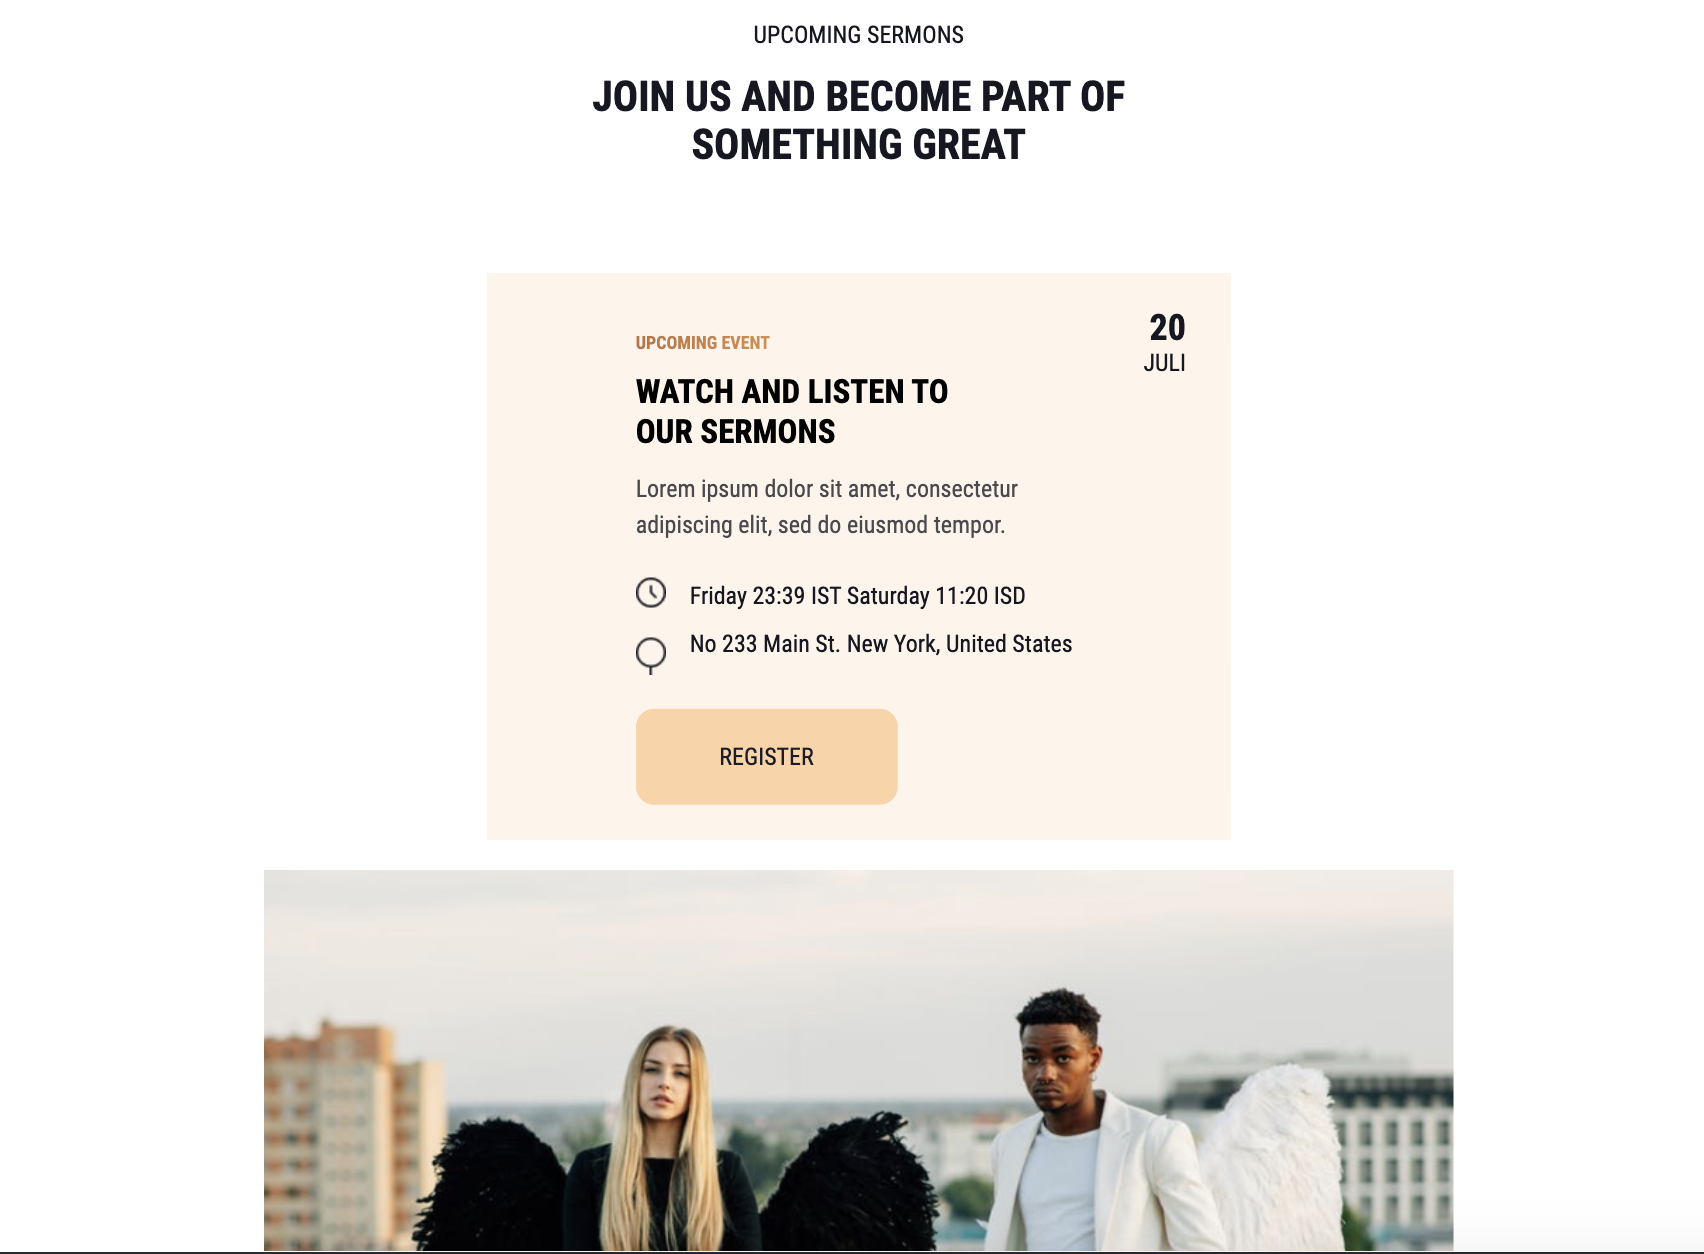 UPCOMING SERMONS
JOIN US AND BECOME PART OF
SOMETHING GREAT
20
JULI
UPCOMING EVENT
WATCH AND LISTEN TO
OUR SERMONS
Lorem ipsum dolor sit amet, consectetur
adipiscing elit, sed do eiusmod tempor.
Friday 23:39 IST Saturday 11:20 ISD
No 233 Main St. New York, United States
REGISTER